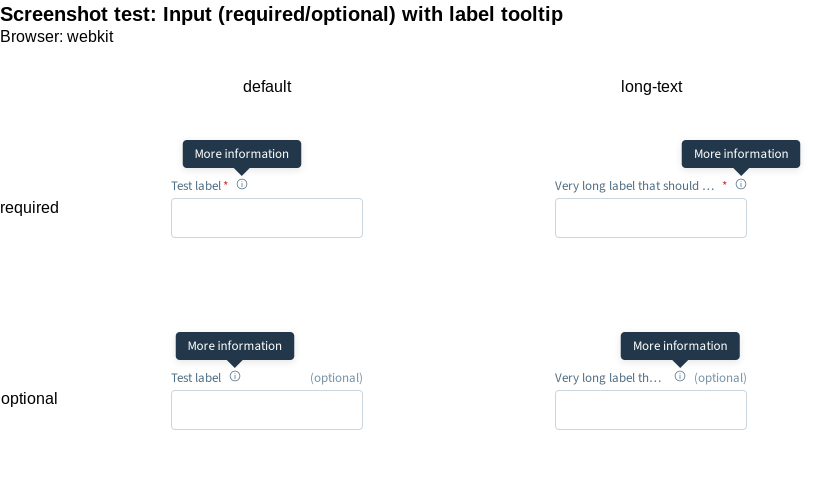 Screenshot test: Input (required/optional) with label tooltip
Browser: webkit
default long-text
More information More information
Test label * Very long label that should … *
required
More information More information
Test label (optional) Very long label th… (optional)
optional